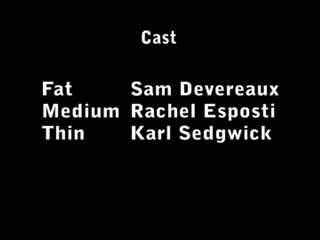 Cast
Fat Sam Devereaux
Medium Rachel Esposti
Thin Karl Sedgwick